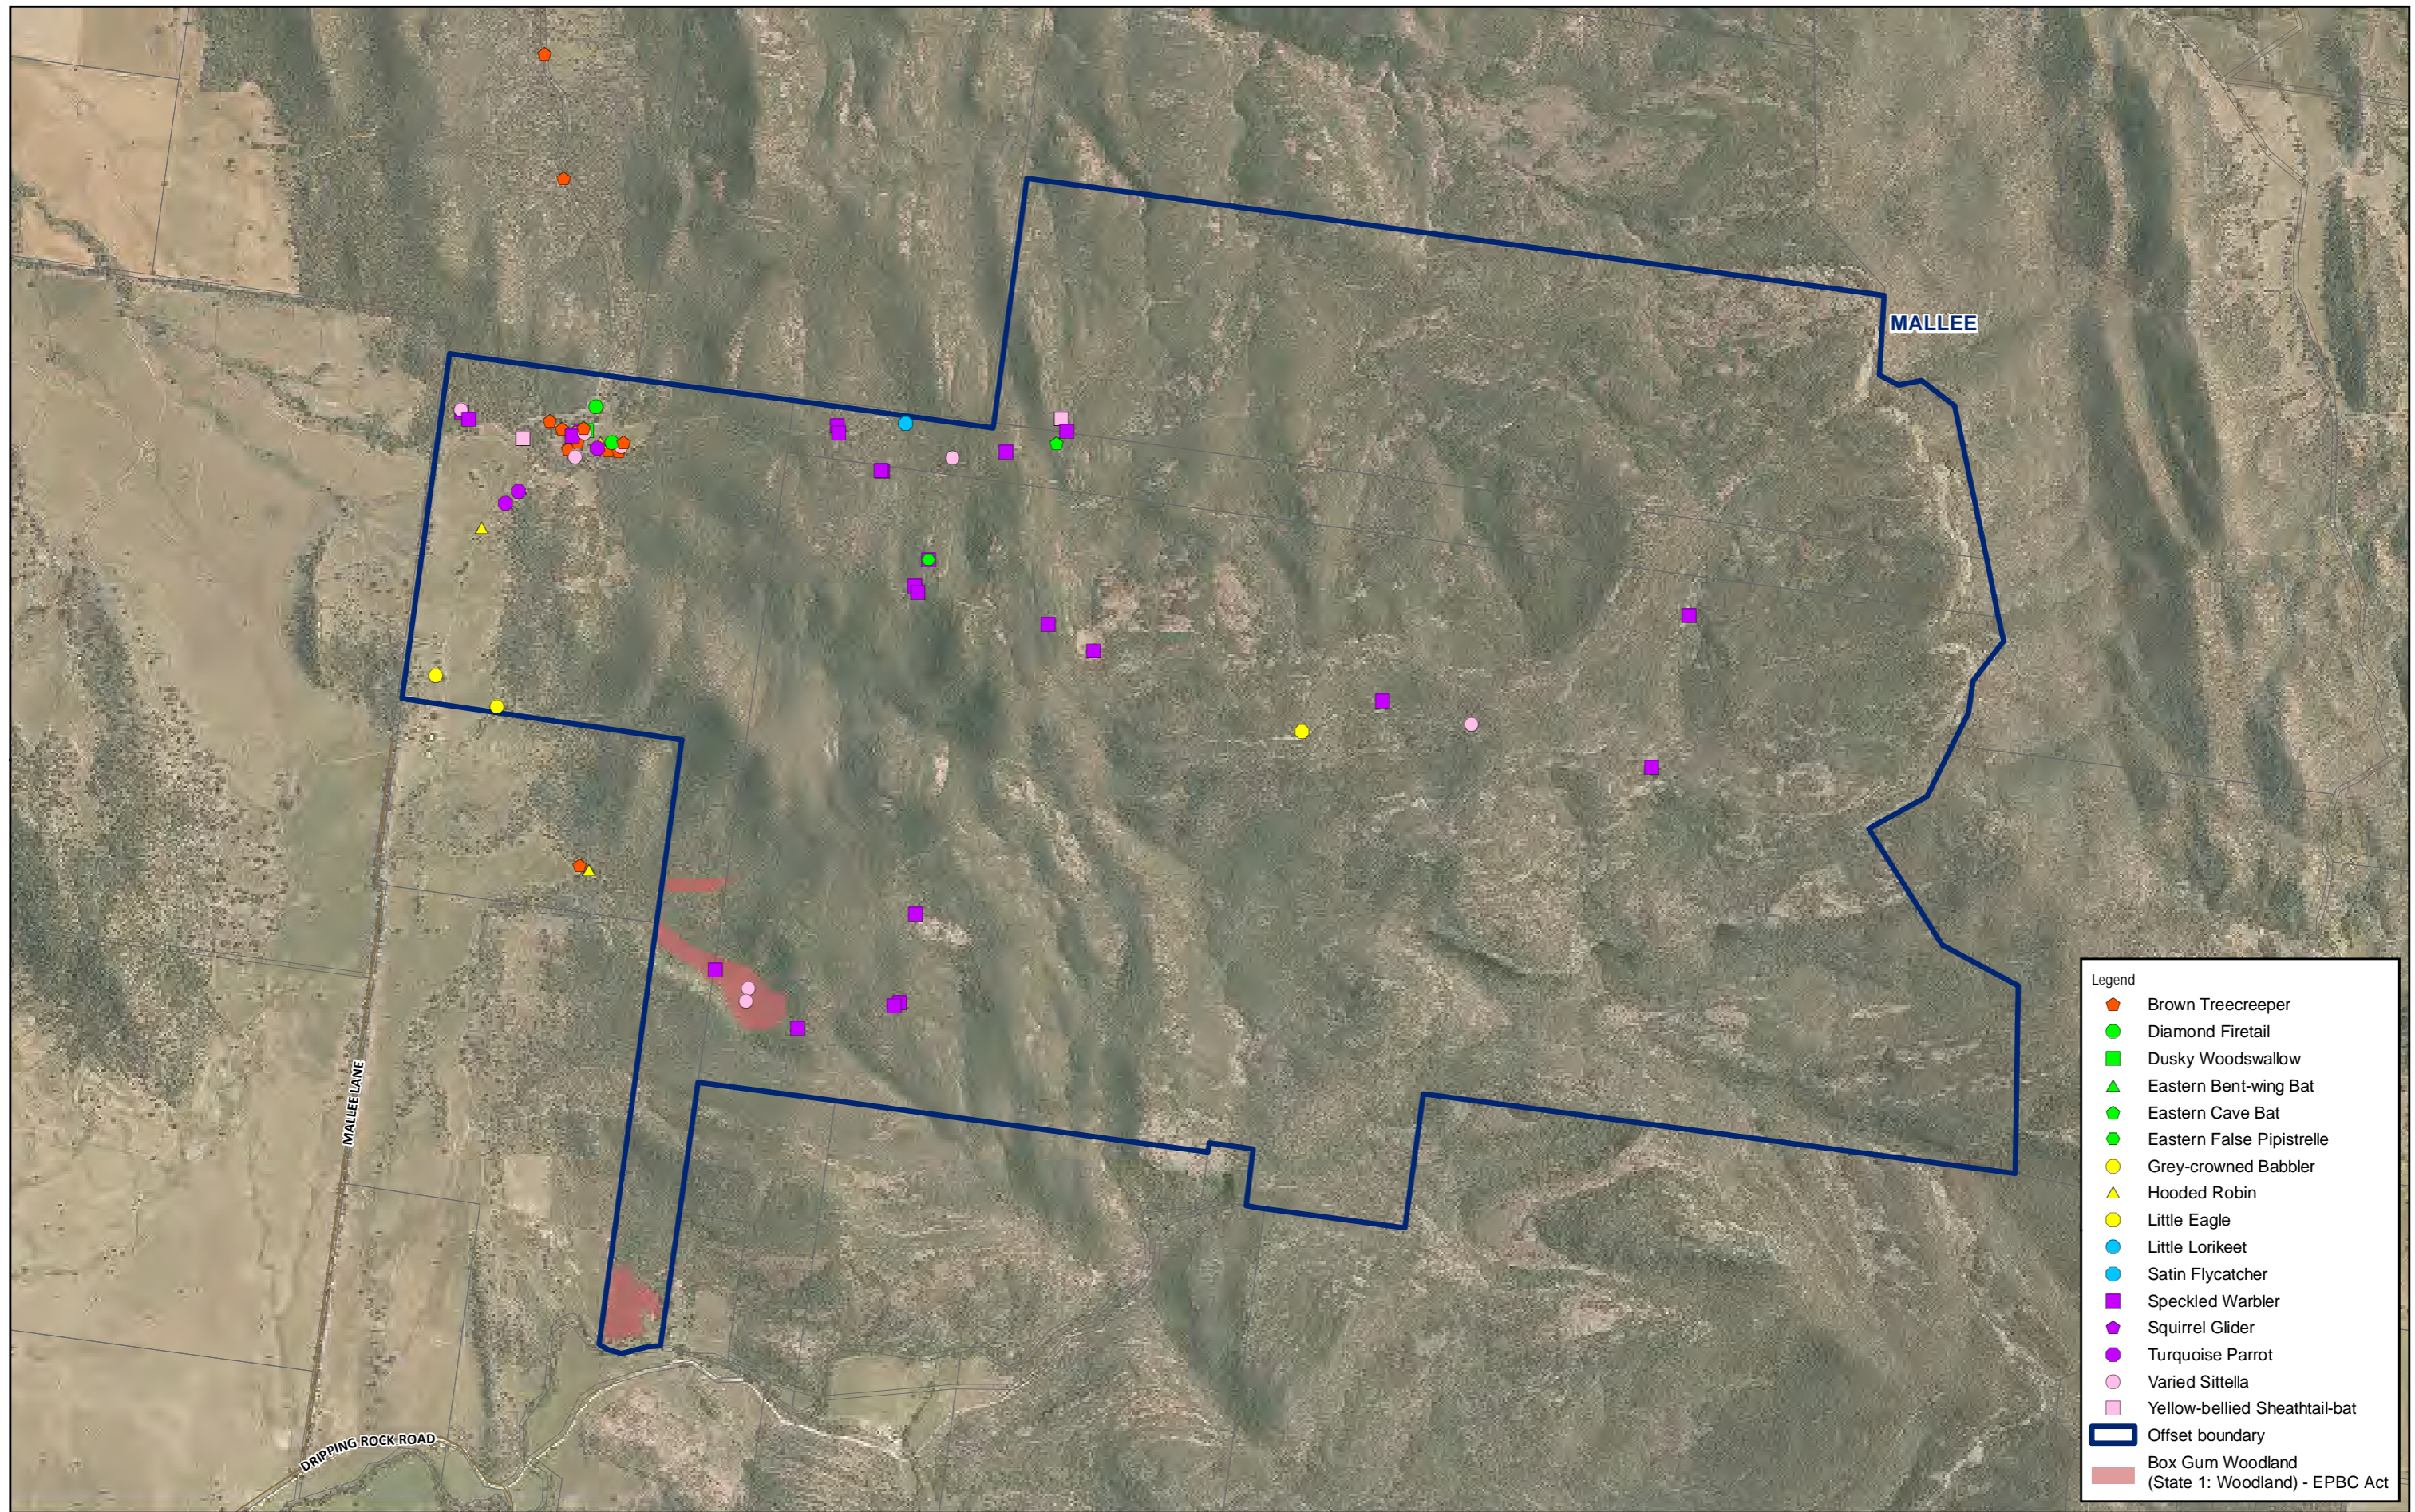 MALLEE
MALLEE LANE
DRIPPING ROCK ROAD
Legend
Brown Treecreeper
Diamond Firetail
Dusky Woodswallow
Eastern Bent-wing Bat
Eastern Cave Bat
Eastern False Pipistrelle
Grey-crowned Babbler
Hooded Robin
Little Eagle
Little Lorikeet
Satin Flycatcher
Speckled Warbler
Squirrel Glider
Turquoise Parrot
Varied Sittella
Yellow-bellied Sheathtail-bat
Offset boundary
Box Gum Woodland
(State 1: Woodland) - EPBC Act